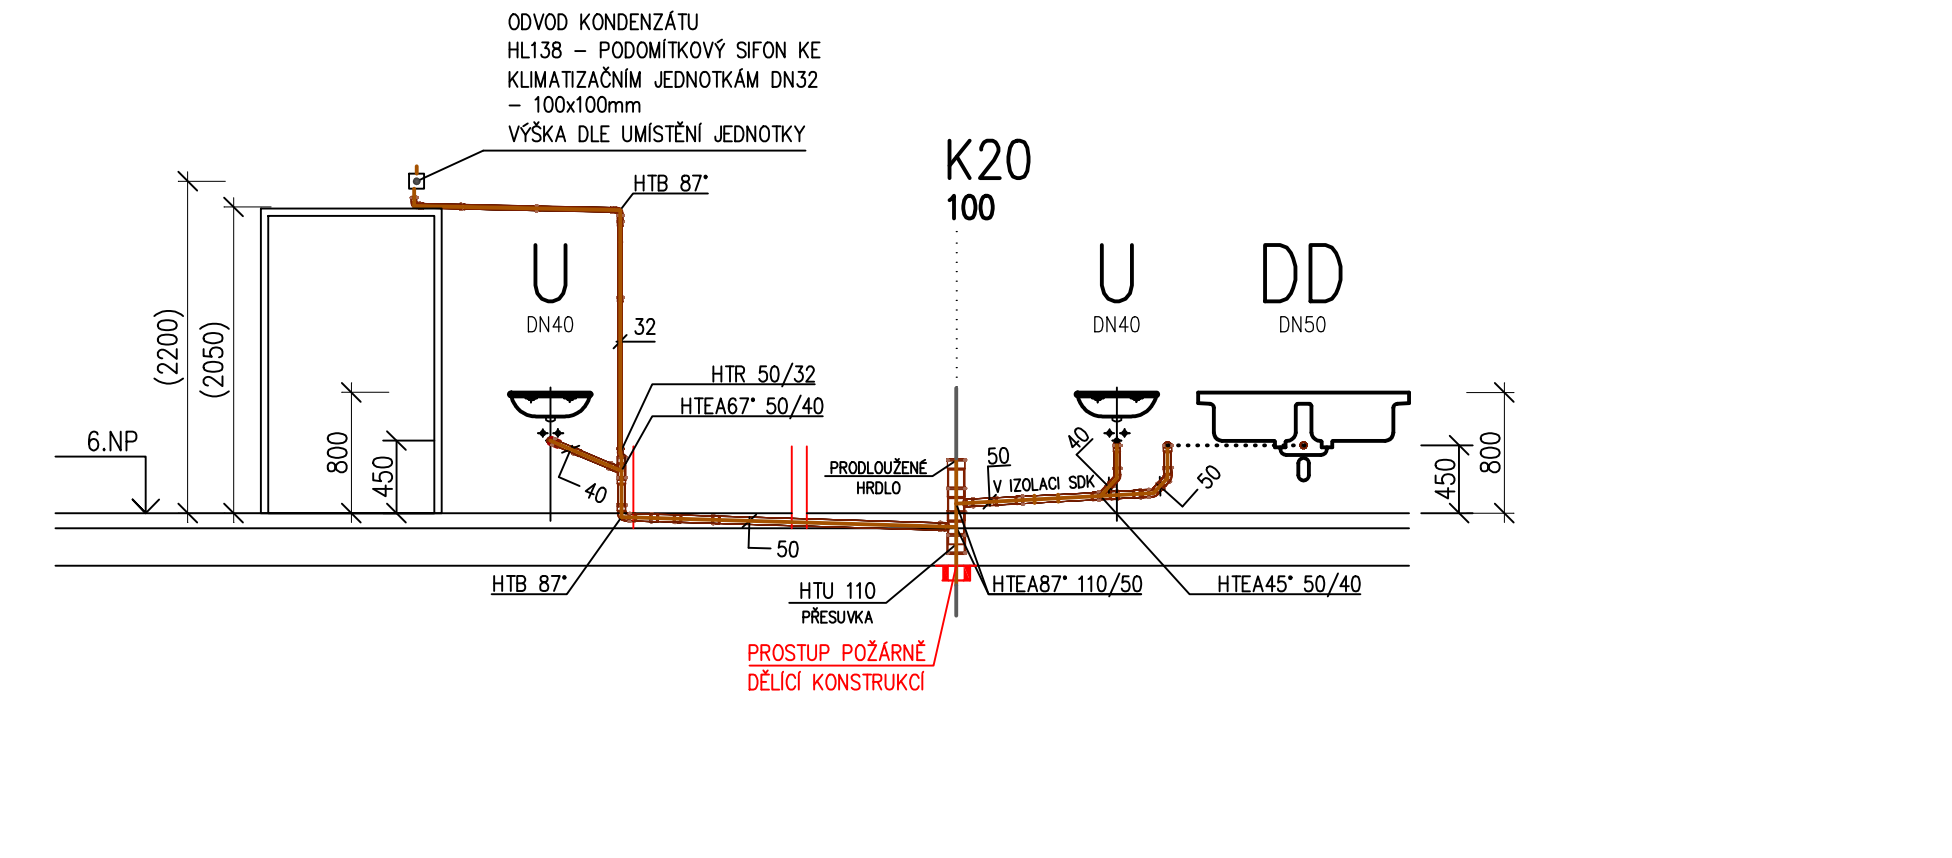 ODVOD KONDENZÁTU
HL138 – PODOMÍTKOVÝ SIFON KE
KLIMATIZAČNÍM JEDNOTKÁM DN32
– 100x100mm
VÝŠKA DLE UMÍSTĚNÍ JEDNOTKY
K20
100
HTB 87°
U
DN40
U
DN40
DD
DN50
(2200)
(2050)
32
HTR 50/32
HTEA67° 50/40
6.NP
800
450
40
PRODLOUŽENÉ
HRDLO
50
V IZOLACI SDK
40
50
450
800
50
HTB 87°
HTU 110
PŘESUVKA
HTEA87° 110/50
HTEA45° 50/40
PROSTUP POŽÁRNĚ
DĚLÍCÍ KONSTRUKCÍ